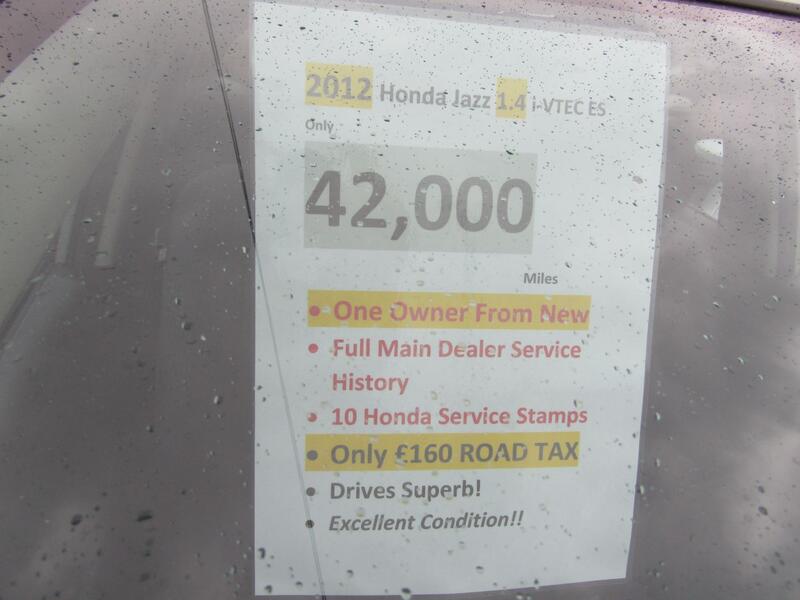 2012 Honda Jazz 1.4 i-VTEC ES
Only
42,000
Miles
• One Owner From New
• Full Main Dealer Service
History
• 10 Honda Service Stamps
• Only £160 ROAD TAX
• Drives Superb!
• Excellent Condition!!